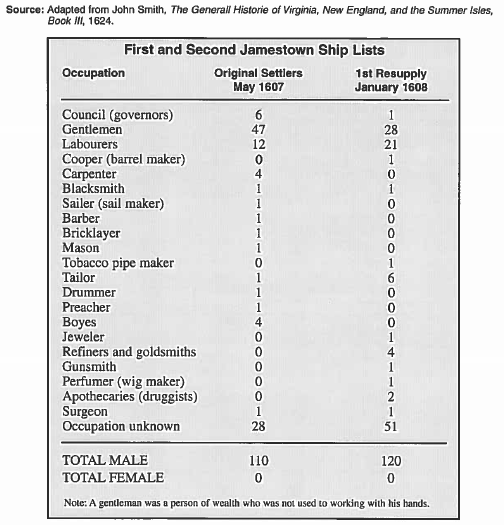 Source: Adapted from John Smith, The Generall Historie of Virginia, New England, and the Summer Isles,
Book III, 1624.
First and Second Jamestown Ship Lists
Occupation Original Settlers 1st Resupply
May 1607 January 1608
Council (governors) 6 1
Gentlemen 47 28
Labourers 12 21
Cooper (barrel maker) 0 1
Carpenter 4 0
Blacksmith 1 1
Sailer (sail maker) 1 0
Barber 1 0
Bricklayer 1 0
Mason 1 0
Tobacco pipe maker 0 1
Tailor 1 6
Drummer 1 0
Preacher 1 0
Boyes 4 0
Jeweler 0 1
Refiners and goldsmiths 0 4
Gunsmith 0 1
Perfumer (wig maker) 0 1
Apothecaries (druggists) 0 2
Surgeon 1 1
Occupation unknown 28 51
TOTAL MALE 110 120
TOTAL FEMALE 0 0
Note: A gentleman was a person of wealth who was not used to working with his hands.